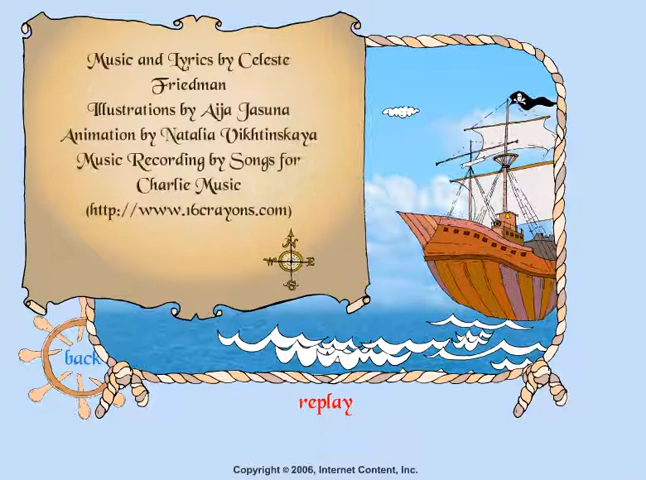 Music and Lyrics by Celeste
Friedman
Illustrations by Aija Jasuna
Animation by Natalia Vikhtinskaya
Music Recording by Songs for
Charlie Music
(http://www.16crayons.com)
N
W E
S
back
replay
Copyright © 2006, Internet Content, Inc.